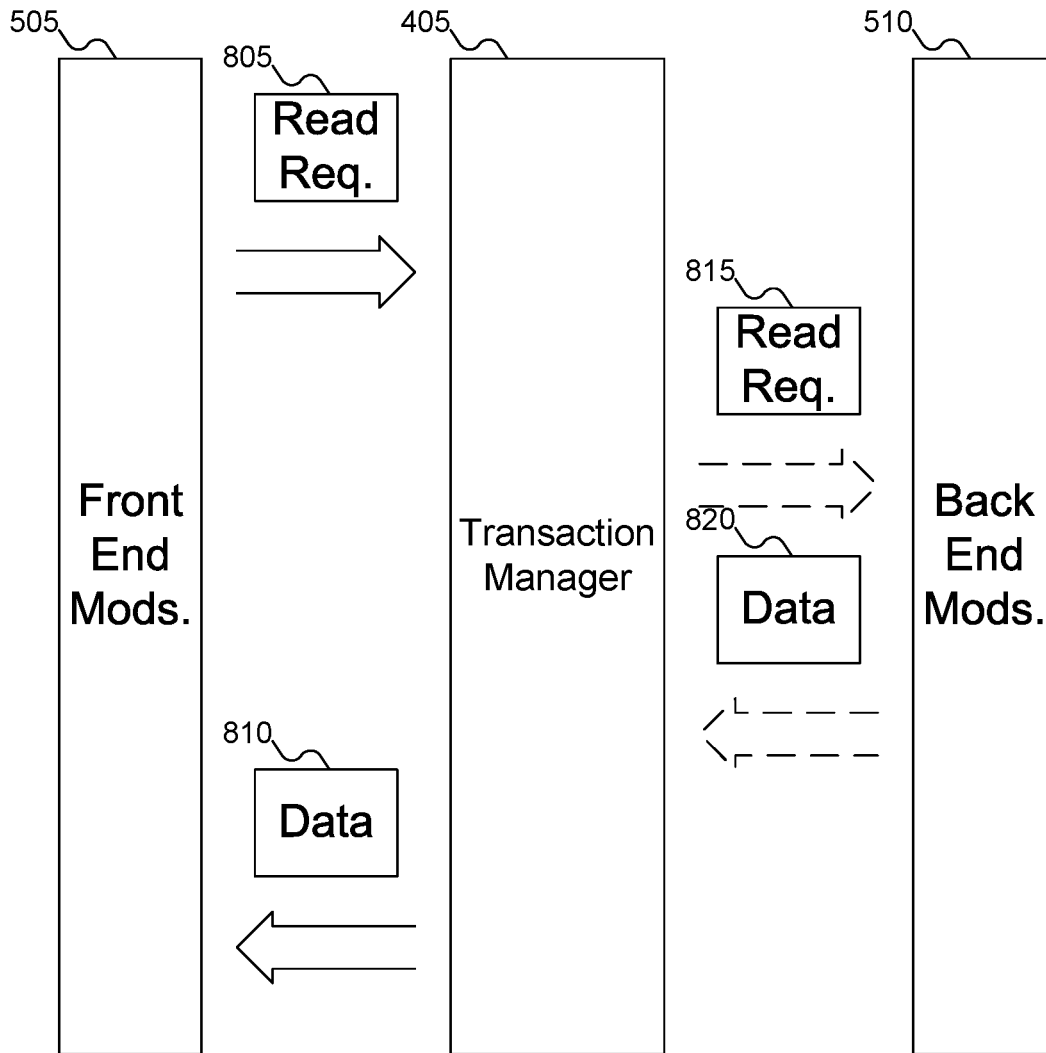 505
405
510
805
Read
Req.
815
Read
Req.
Front
End
Mods.
Transaction
Manager
820
Data
Back
End
Mods.
810
Data